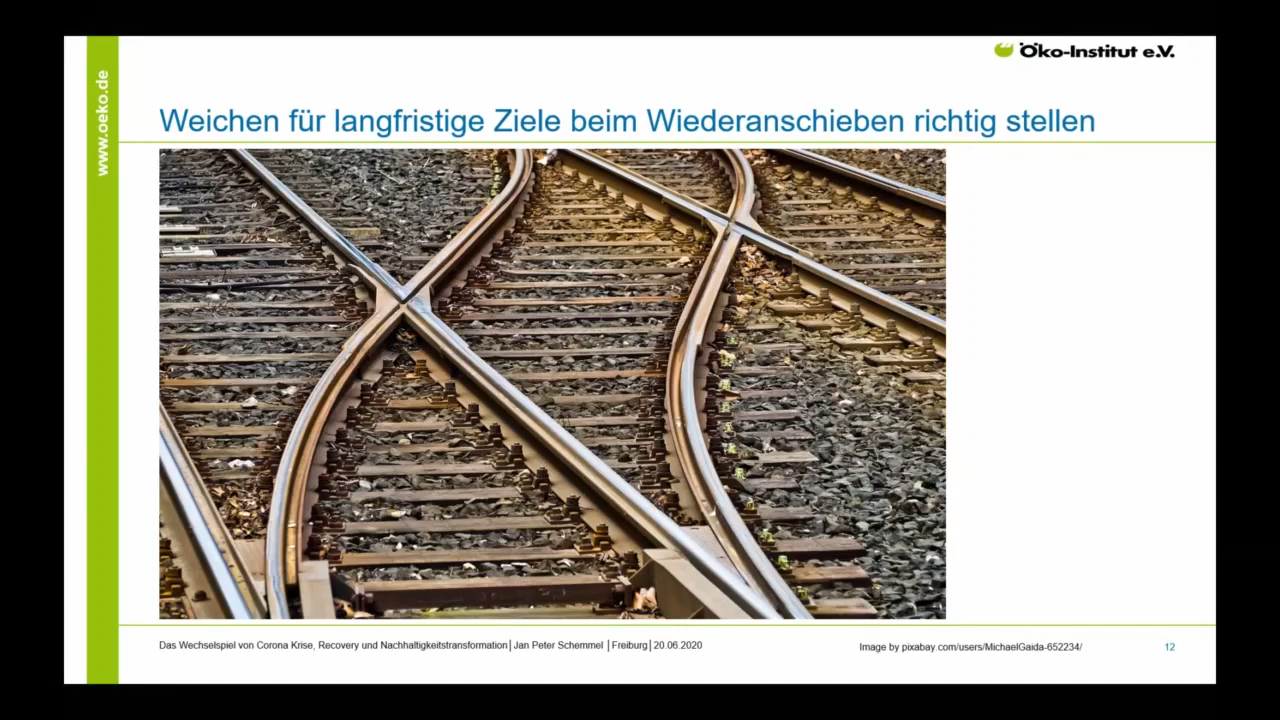 Öko-Institut e.V.
www.oeko.de
Weichen für langfristige Ziele beim Wiederanschieben richtig stellen
Das Wechselspiel von Corona Krise, Recovery und Nachhaltigkeitstransformation│Jan Peter Schemmel │Freiburg│20.06.2020
Image by pixabay.com/users/MichaelGaida-652234/
12